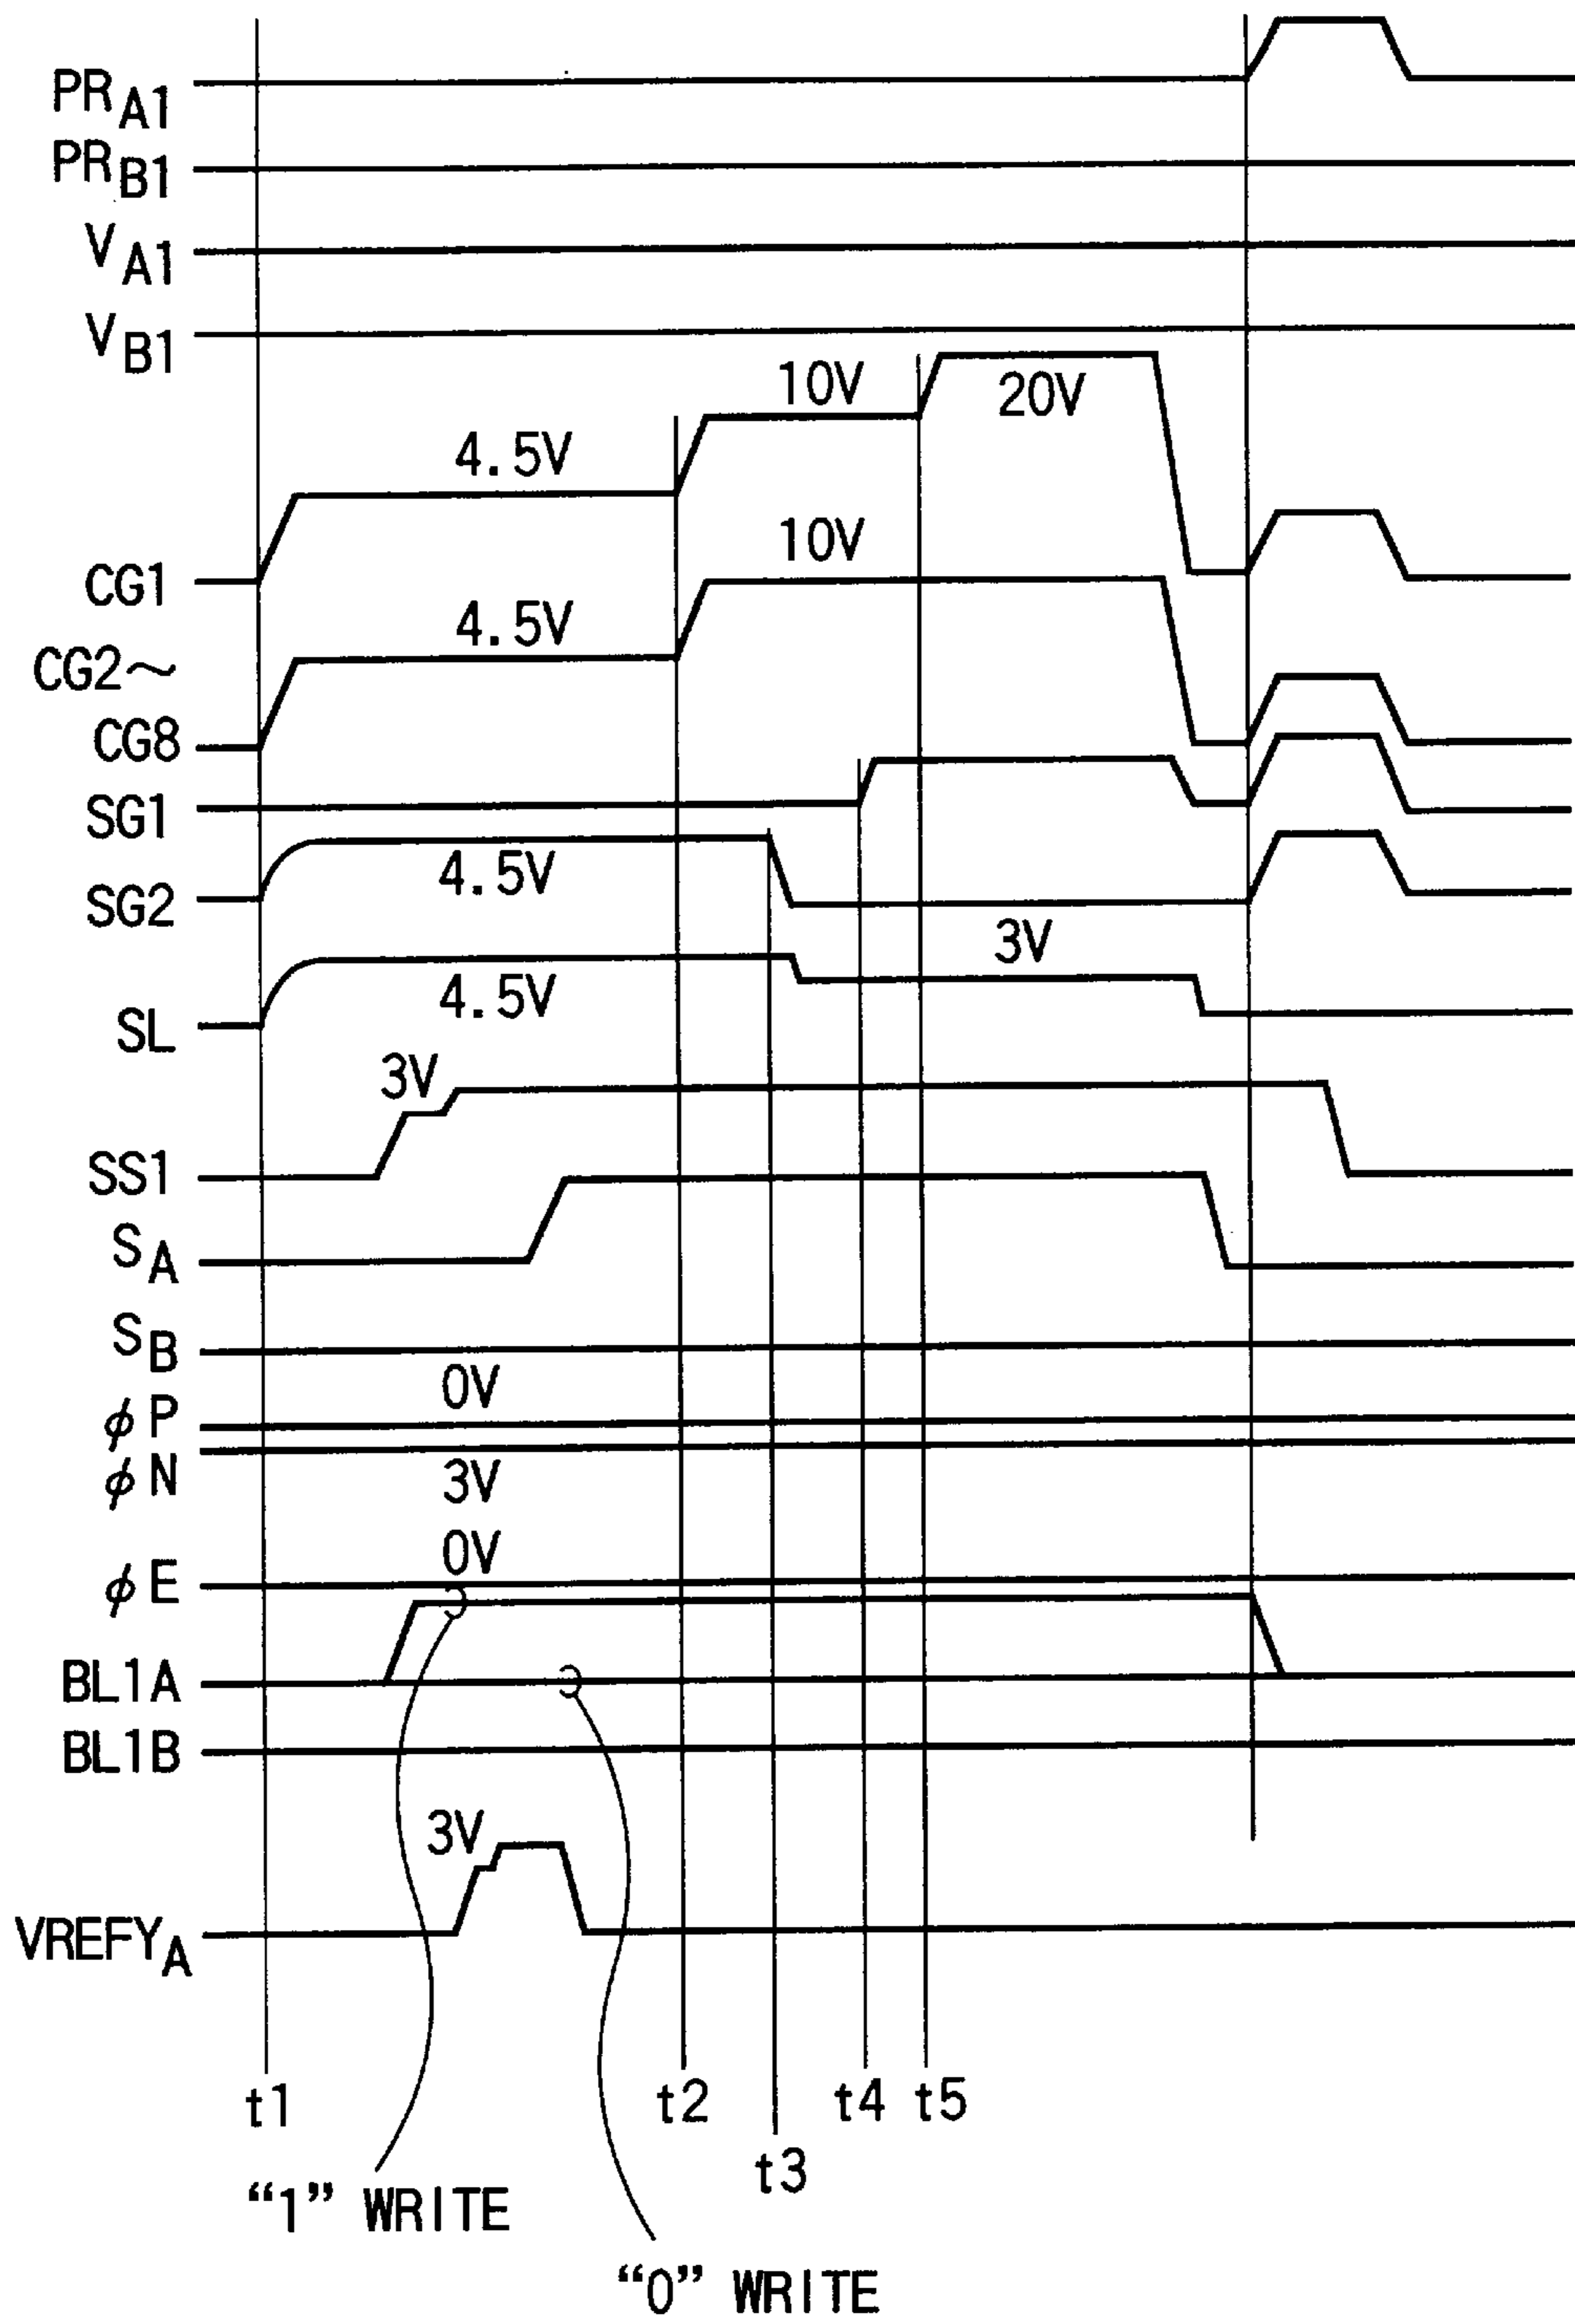 PRA1
PRB1
VA1
VB1
10V
20V
4.5V
CG1
10V
4.5V
CG2~
CG8
SG1
4.5V
SG2
3V
4.5V
SL
3V
SS1
SA
SB
0V
φP
φN
3V
0V
φE
BL1A
BL1B
3V
VREFYA
t1
t2
t4
t5
t3
“1” WRITE
“0” WRITE